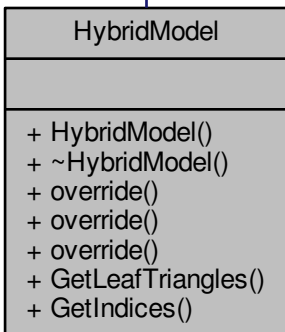 HybridModel
+ HybridModel()
+ ~HybridModel()
+ override()
+ override()
+ override()
+ GetLeafTriangles()
+ GetIndices()